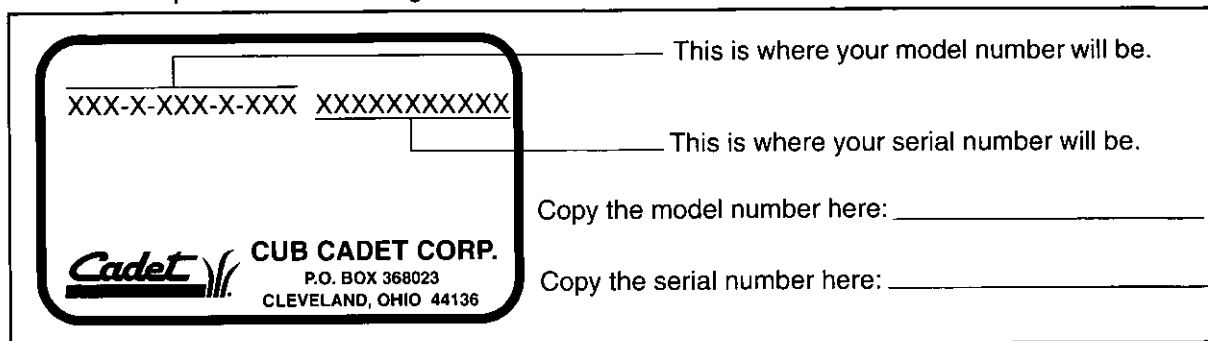 This is where your model number will be.
XXX-X-XXX-X-XXX XXXXXXXXXXX
This is where your serial number will be.
Copy the model number here:
Copy the serial number here:
Cadet
CUB CADET CORP.
P.O. BOX 368023
CLEVELAND, OHIO 44136